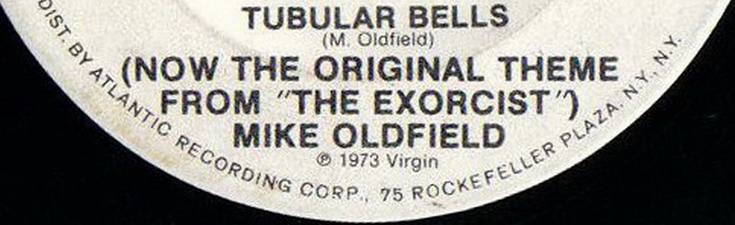 TUBULAR BELLS
(M. Oldfield)
(NOW THE ORIGINAL THEME
FROM "THE EXORCIST")
MIKE OLDFIELD
℗ 1973 Virgin
DIST. BY ATLANTIC RECORDING CORP., 75 ROCKEFELLER PLAZA, N.Y., N.Y.